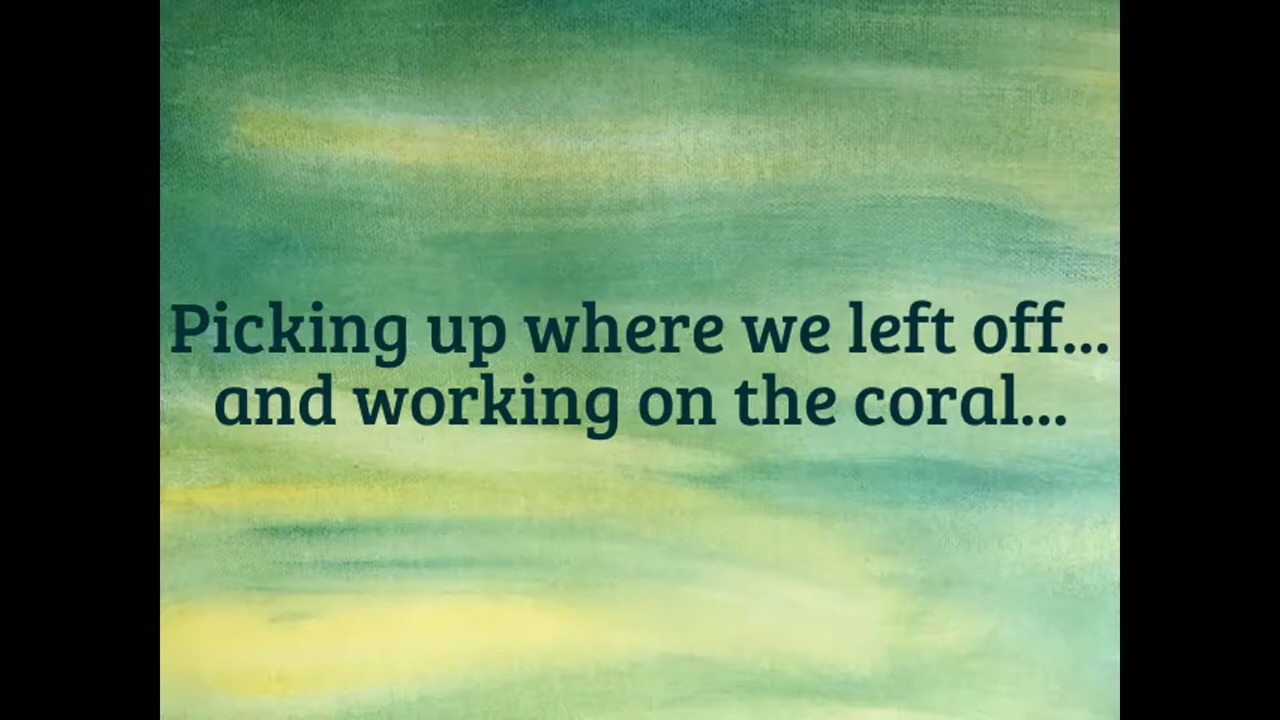 Picking up where we left off...
and working on the coral...